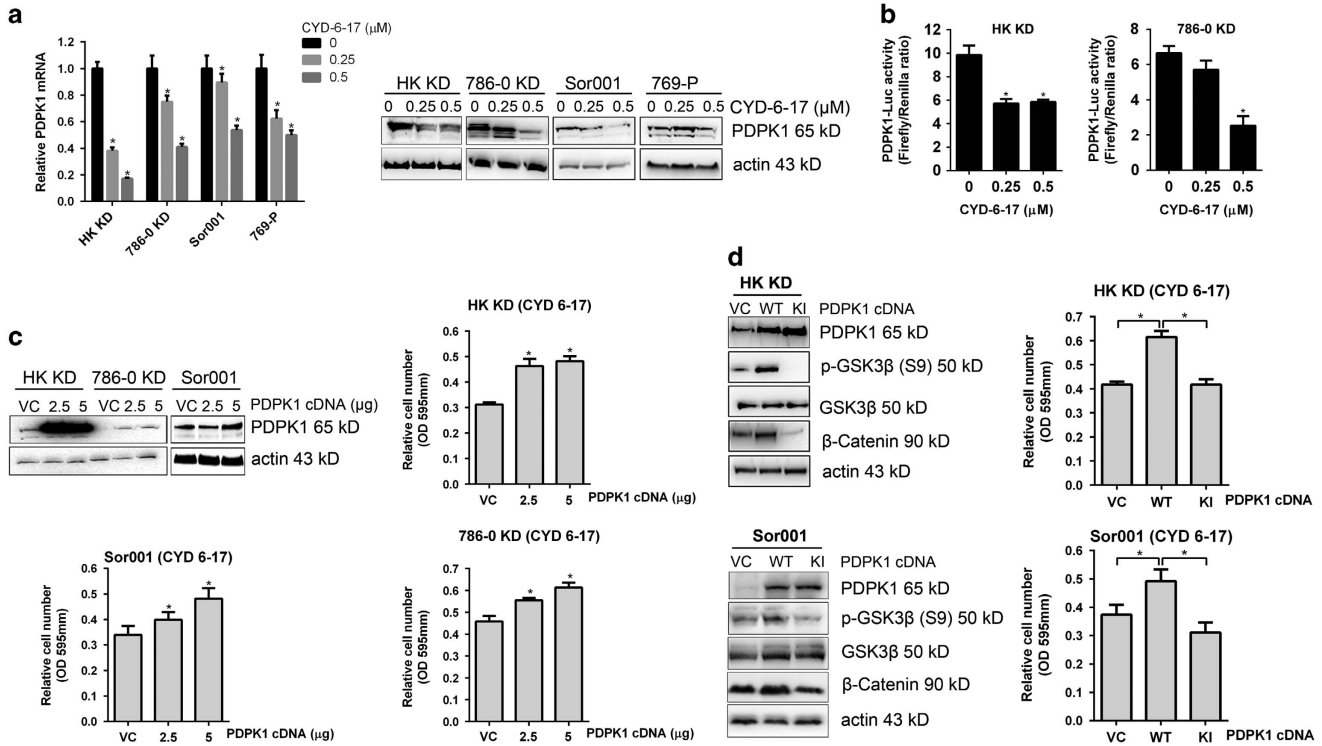 a
CYD-6-17 (μM)
0
0.25
0.5
Relative PDPK1 mRNA
1.2
1.0
0.8
0.6
0.4
0.2
0.0
* * * * * * * *
HK KD 786-0 KD Sor001 769-P
HK KD 786-0 KD Sor001 769-P
0 0.25 0.5 0 0.25 0.5 0 0.25 0.5 0 0.25 0.5 CYD-6-17 (μM)
PDPK1 65 kD
actin 43 kD
b
HK KD
PDPK1-Luc activity
(Firefly/Renilla ratio)
12
10
8
6
4
2
0
* *
0 0.25 0.5
CYD-6-17 (μM)
786-0 KD
PDPK1-Luc activity
(Firefly/Renilla ratio)
8
6
4
2
0
*
0 0.25 0.5
CYD-6-17 (μM)
c
HK KD 786-0 KD Sor001
VC 2.5 5 VC 2.5 5 VC 2.5 5 PDPK1 cDNA (μg)
PDPK1 65 kD
actin 43 kD
HK KD (CYD 6-17)
Relative cell number
(OD 595mm)
0.6
0.5
0.4
0.3
0.2
0.1
0.0
* *
VC 2.5 5 PDPK1 cDNA (μg)
Sor001 (CYD 6-17)
Relative cell number
(OD 595mm)
0.6
0.5
0.4
0.3
0.2
0.1
0.0
* *
VC 2.5 5 PDPK1 cDNA (μg)
786-0 KD (CYD 6-17)
Relative cell number
(OD 595mm)
0.7
0.6
0.5
0.4
0.3
0.2
0.1
0.0
* *
VC 2.5 5 PDPK1 cDNA (μg)
d
HK KD
VC WT KI PDPK1 cDNA
PDPK1 65 kD
p-GSK3β (S9) 50 kD
GSK3β 50 kD
β-Catenin 90 kD
actin 43 kD
HK KD (CYD 6-17)
Relative cell number
(OD 595mm)
0.7
0.6
0.5
0.4
0.3
0.2
0.1
0.0
* *
VC WT KI PDPK1 cDNA
Sor001
VC WT KI PDPK1 cDNA
PDPK1 65 kD
p-GSK3β (S9) 50 kD
GSK3β 50 kD
β-Catenin 90 kD
actin 43 kD
Sor001 (CYD 6-17)
Relative cell number
(OD 595mm)
0.6
0.5
0.4
0.3
0.2
0.1
0.0
* *
VC WT KI PDPK1 cDNA